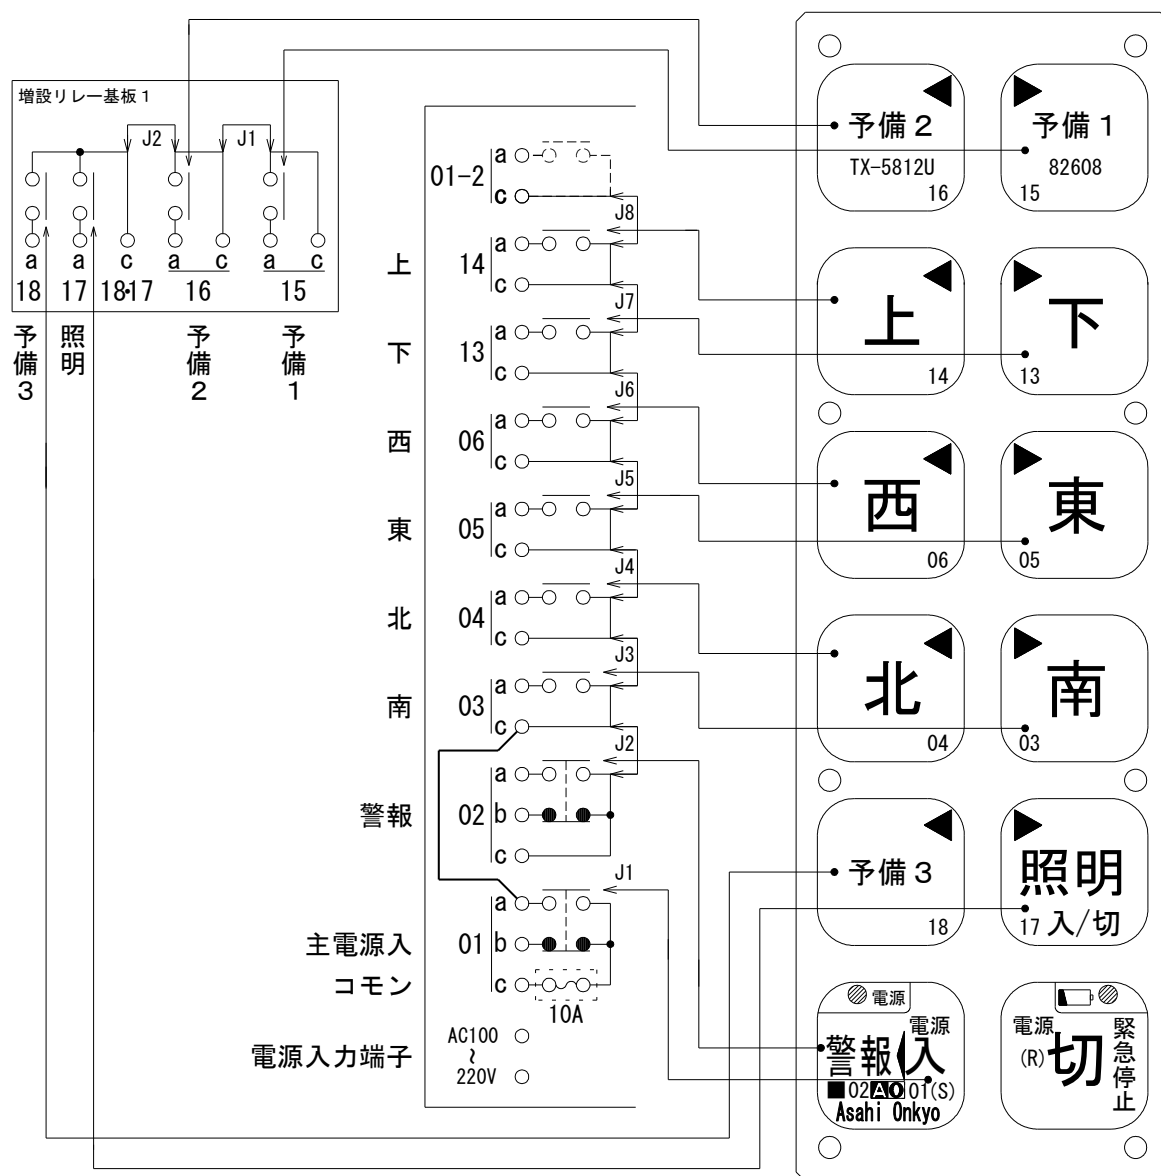 増設リレー基板1
J2
J1
a
a
c
a
c
a
c
18
17
18・17
16
15
予備3
照明
予備2
予備1
01-2
a
c
J8
上
14
a
c
J7
下
13
a
c
J6
西
06
a
c
J5
東
05
a
c
J4
北
04
a
c
J3
南
03
a
c
J2
警報
02
a
b
c
J1
主電源入
01
a
b
コモン
c
10A
電源入力端子
AC100
~
220V
予備2
TX-5812U
16
予備1
82608
15
上
14
下
13
西
06
東
05
北
04
南
03
予備3
18
照明
17 入/切
電源
電源
警報 入
■02 AO 01(S)
Asahi Onkyo
電源
(R)
切
緊急停止